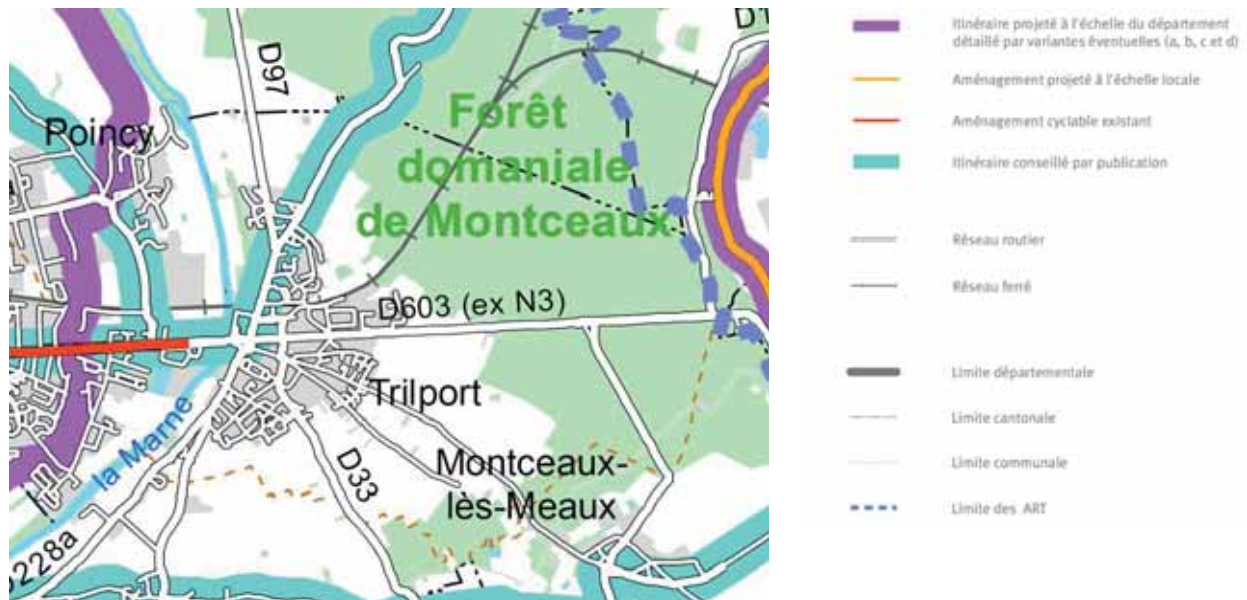 D97
D1
Poincy
Forêt
domaniale
de Montceaux
D603 (ex N3)
Trilport
la Marne
D33
Montceaux-
lès-Meaux
D228a
Itinéraire projeté à l'échelle du département
détaillé par variantes éventuelles (a, b, c et d)
Aménagement projeté à l'échelle locale
Aménagement cyclable existant
Itinéraire conseillé par publication
Réseau routier
Réseau ferré
Limite départementale
Limite cantonale
Limite communale
Limite des ART